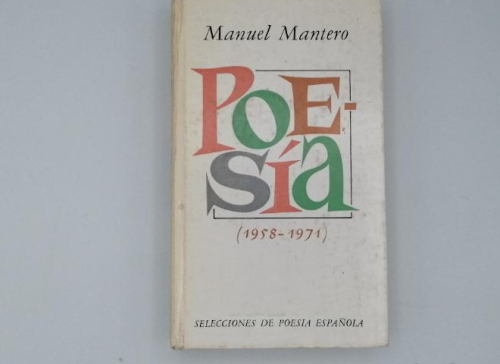 Manuel Mantero
POE-
SÍA
(1958-1971)
SELECCIONES DE POESIA ESPAÑOLA